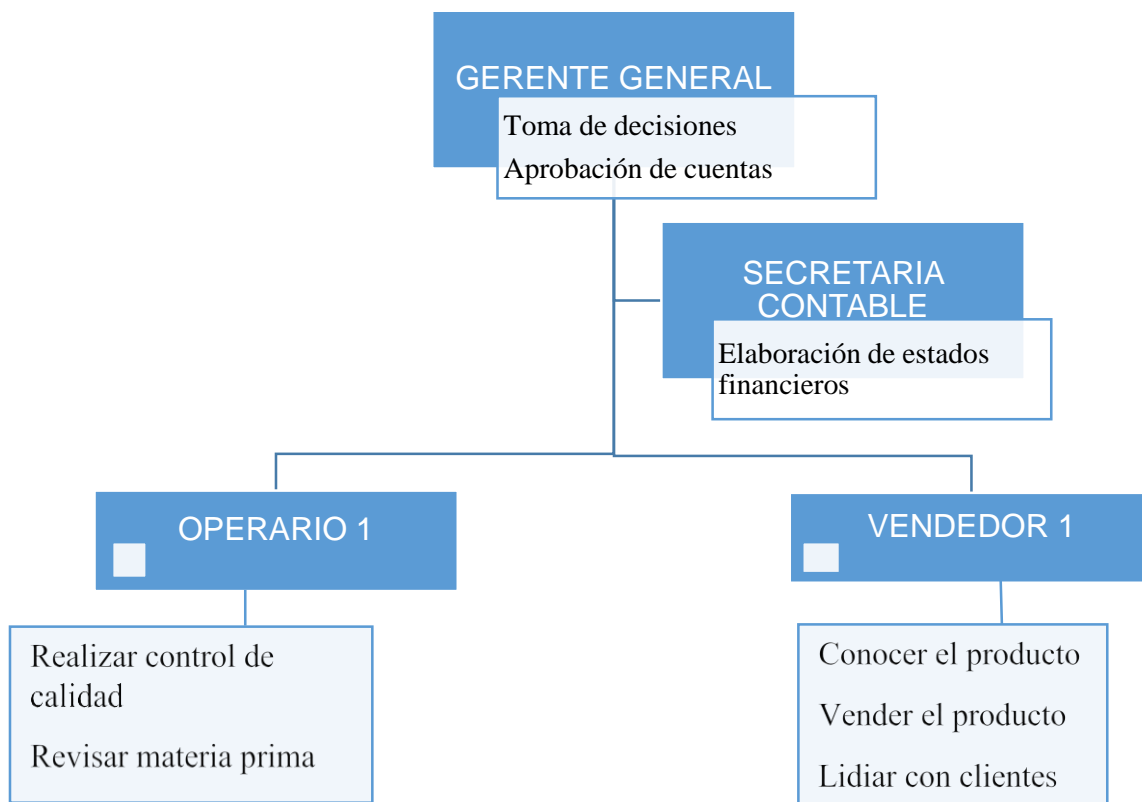 GERENTE GENERAL
Toma de decisiones
Aprobación de cuentas
SECRETARIA
CONTABLE
Elaboración de estados
financieros
OPERARIO 1
Realizar control de
calidad
Revisar materia prima
VENDEDOR 1
Conocer el producto
Vender el producto
Lidiar con clientes